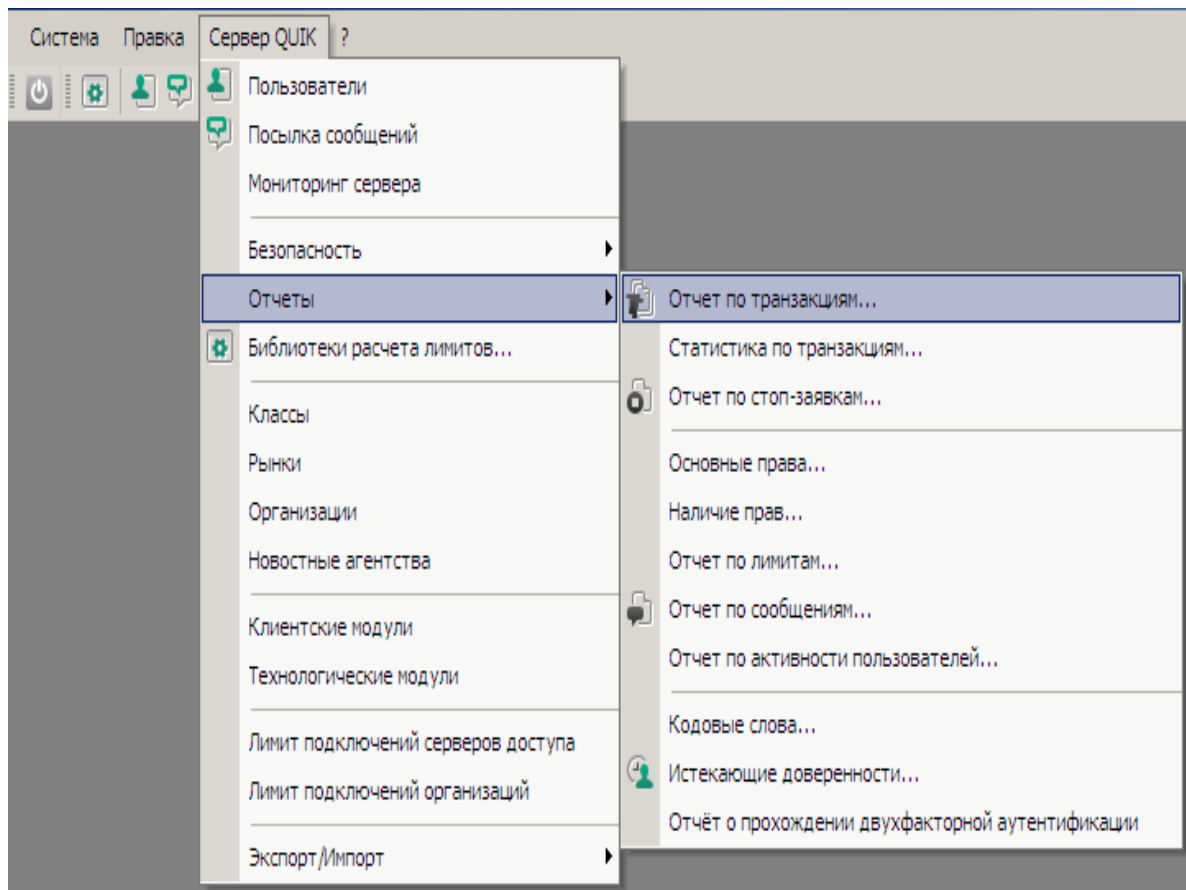 Система Правка Сервер QUIK ?
Пользователи
Посылка сообщений
Мониторинг сервера
Безопасность
Отчеты
Библиотеки расчета лимитов...
Классы
Рынки
Организации
Новостные агентства
Клиентские модули
Технологические модули
Лимит подключений серверов доступа
Лимит подключений организаций
Экспорт/Импорт
Отчет по транзакциям...
Статистика по транзакциям...
Отчет по стоп-заявкам...
Основные права...
Наличие прав...
Отчет по лимитам...
Отчет по сообщениям...
Отчет по активности пользователей...
Кодовые слова...
Истекающие доверенности...
Отчёт о прохождении двухфакторной аутентификации